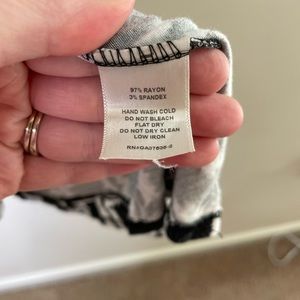 97% RAYON
3% SPANDEX
HAND WASH COLD
DO NOT BLEACH
FLAT DRY
DO NOT DRY CLEAN
LOW IRON